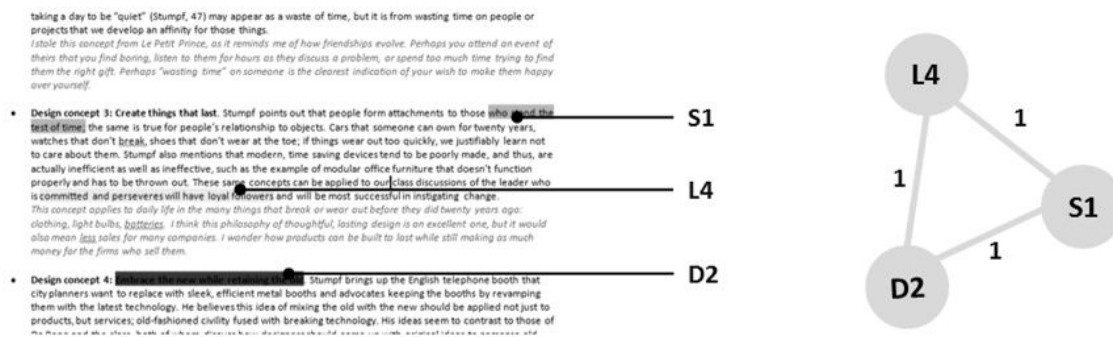 taking a day to be "quiet" (Stumpf, 47) may appear as a waste of time, but it is from wasting time on people or
projects that we develop an affinity for those things.
I stole this concept from Le Petit Prince, as it reminds me of how friendships evolve. Perhaps you attend an event of
theirs that you find boring, listen to them for hours as they discuss a problem, or spend too much time trying to find
them the right gift. Perhaps "wasting time" on someone is the clearest indication of your wish to make them happy
over yourself.
• Design concept 3: Create things that last. Stumpf points out that people form attachments to those who stand the
test of time; the same is true for people's relationship to objects. Cars that someone can own for twenty years,
watches that don't break, shoes that don't wear at the toe; if things wear out too quickly, we justifiably learn not
to care about them. Stumpf also mentions that modern, time saving devices tend to be poorly made, and thus, are
actually inefficient as well as ineffective, such as the example of modular office furniture that doesn't function
properly and has to be thrown out. These same concepts can be applied to our class discussions of the leader who
is committed and perseveres will have loyal followers and will be most successful in instigating change.
This concept applies to daily life in the many things that break or wear out before they did twenty years ago:
clothing, light bulbs, batteries. I think this philosophy of thoughtful, lasting design is an excellent one, but it would
also mean less sales for many companies. I wonder how products can be built to last while still making as much
money for the firms who sell them.
• Design concept 4: Embrace the new while retaining the old. Stumpf brings up the English telephone booth that
city planners want to replace with sleek, efficient metal booths and advocates keeping the booths by revamping
them with the latest technology. He believes this idea of mixing the old with the new should be applied not just to
products, but services; old-fashioned civility fused with breaking technology. His ideas seem to contrast to those of
S1
L4
D2
L4
1
1
S1
1
D2